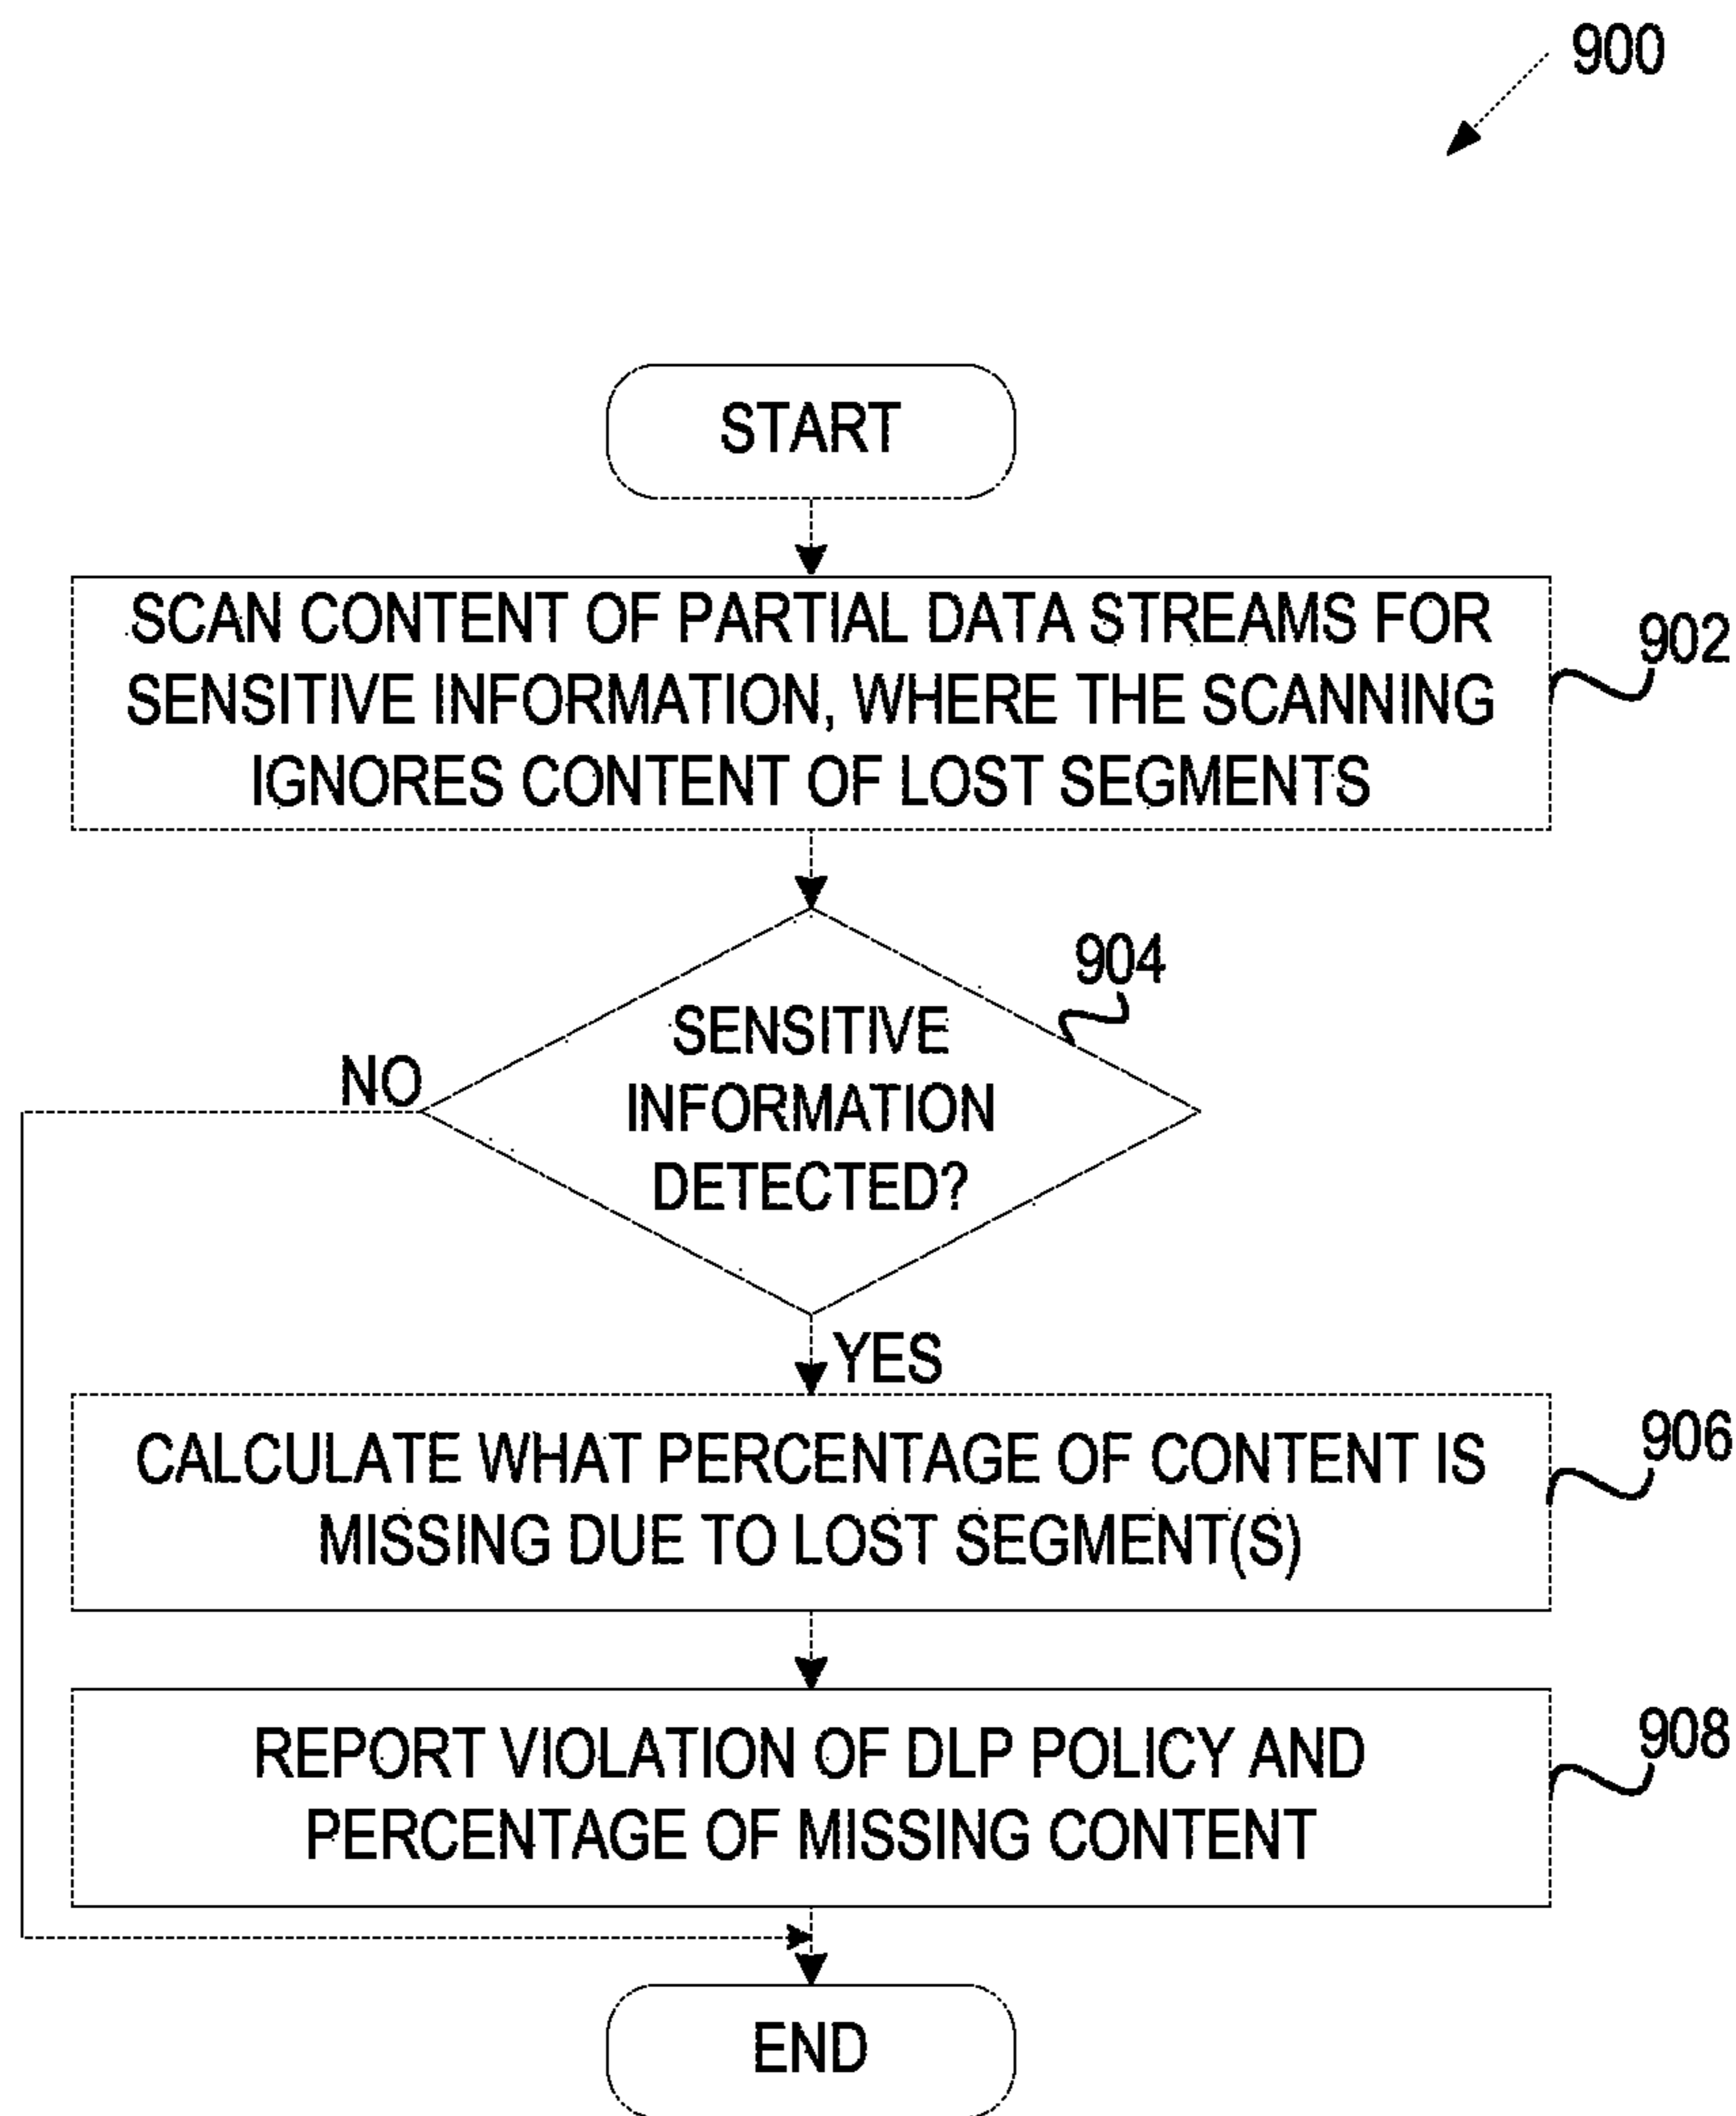 900
START
SCAN CONTENT OF PARTIAL DATA STREAMS FOR
SENSITIVE INFORMATION, WHERE THE SCANNING
IGNORES CONTENT OF LOST SEGMENTS
902
904
SENSITIVE
INFORMATION
DETECTED?
NO
YES
CALCULATE WHAT PERCENTAGE OF CONTENT IS
MISSING DUE TO LOST SEGMENT(S)
906
REPORT VIOLATION OF DLP POLICY AND
PERCENTAGE OF MISSING CONTENT
908
END